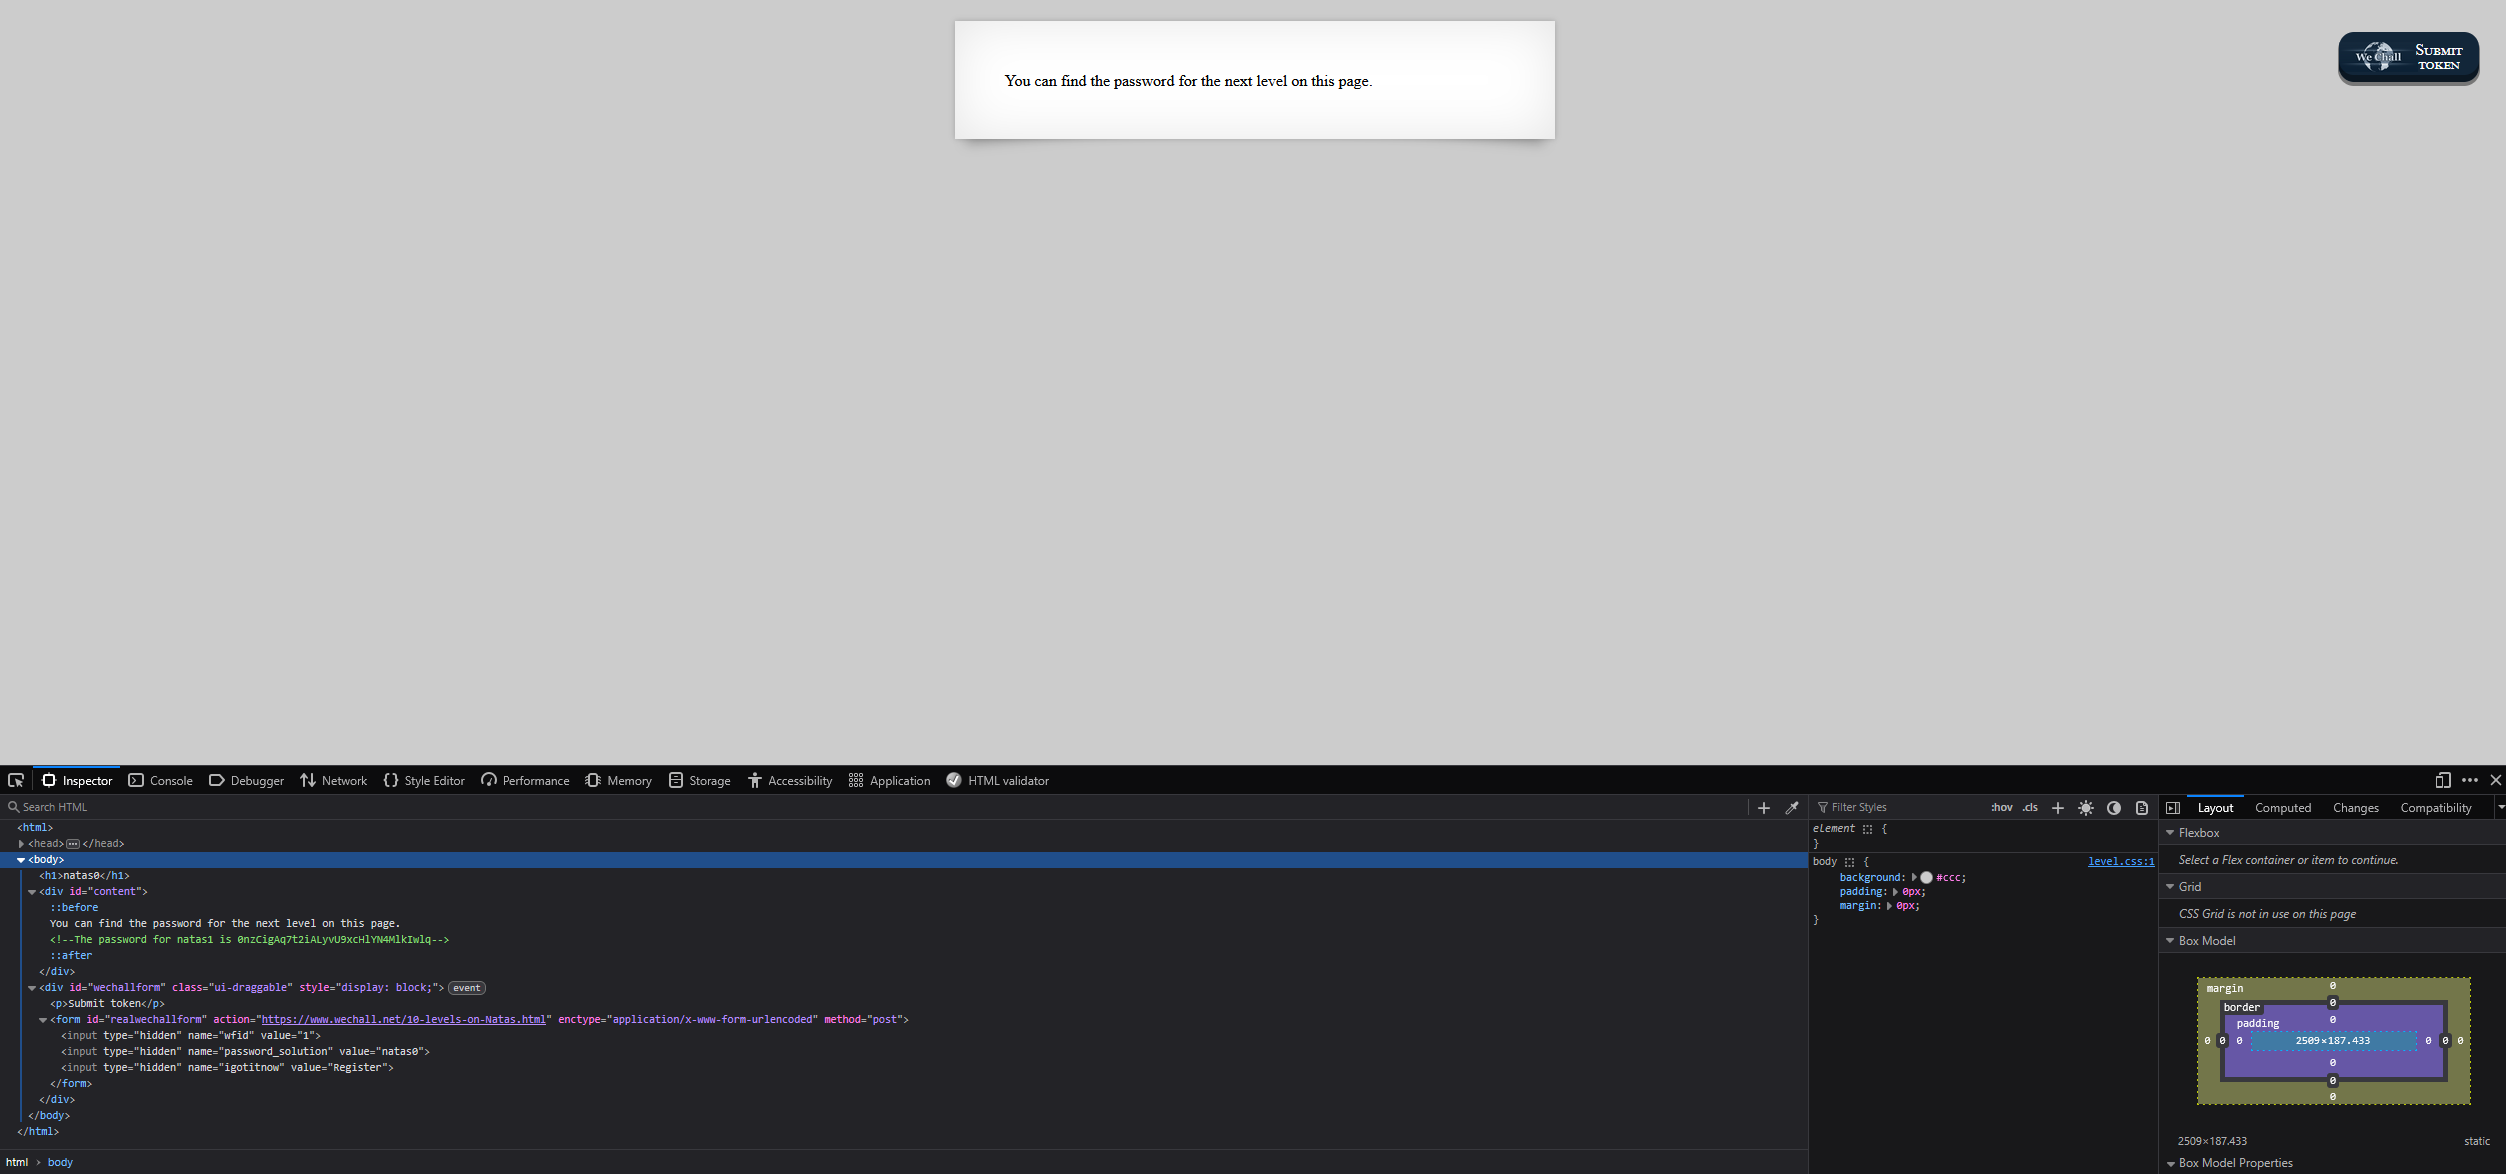 You can find the password for the next level on this page.
We Chall
SUBMIT
TOKEN
Inspector Console Debugger Network Style Editor Performance Memory Storage Accessibility Application HTML validator
Search HTML
<html>
<head> </head>
<body>
<h1>natas0</h1>
<div id="content">
::before
You can find the password for the next level on this page.
<!--The password for natas1 is 0nzCigAq7t2iALyvU9xcHlYN4MlkIwlq-->
::after
</div>
<div id="wechallform" class="ui-draggable" style="display: block;"> event
<p>Submit token</p>
<form id="realwechallform" action="https://www.wechall.net/10-levels-on-Natas.html" enctype="application/x-www-form-urlencoded" method="post">
<input type="hidden" name="wfid" value="1">
<input type="hidden" name="password_solution" value="natas0">
<input type="hidden" name="igotitnow" value="Register">
</form>
</div>
</body>
</html>
html › body
Filter Styles :hov .cls
element {
}
body { level.css:1
background: #ccc;
padding: 0px;
margin: 0px;
}
Layout Computed Changes Compatibility
Flexbox
Select a Flex container or item to continue.
Grid
CSS Grid is not in use on this page
Box Model
margin 0
border 0
padding 0
0 0 0 2509×187.433 0 0 0
0
0
0
2509×187.433 static
Box Model Properties